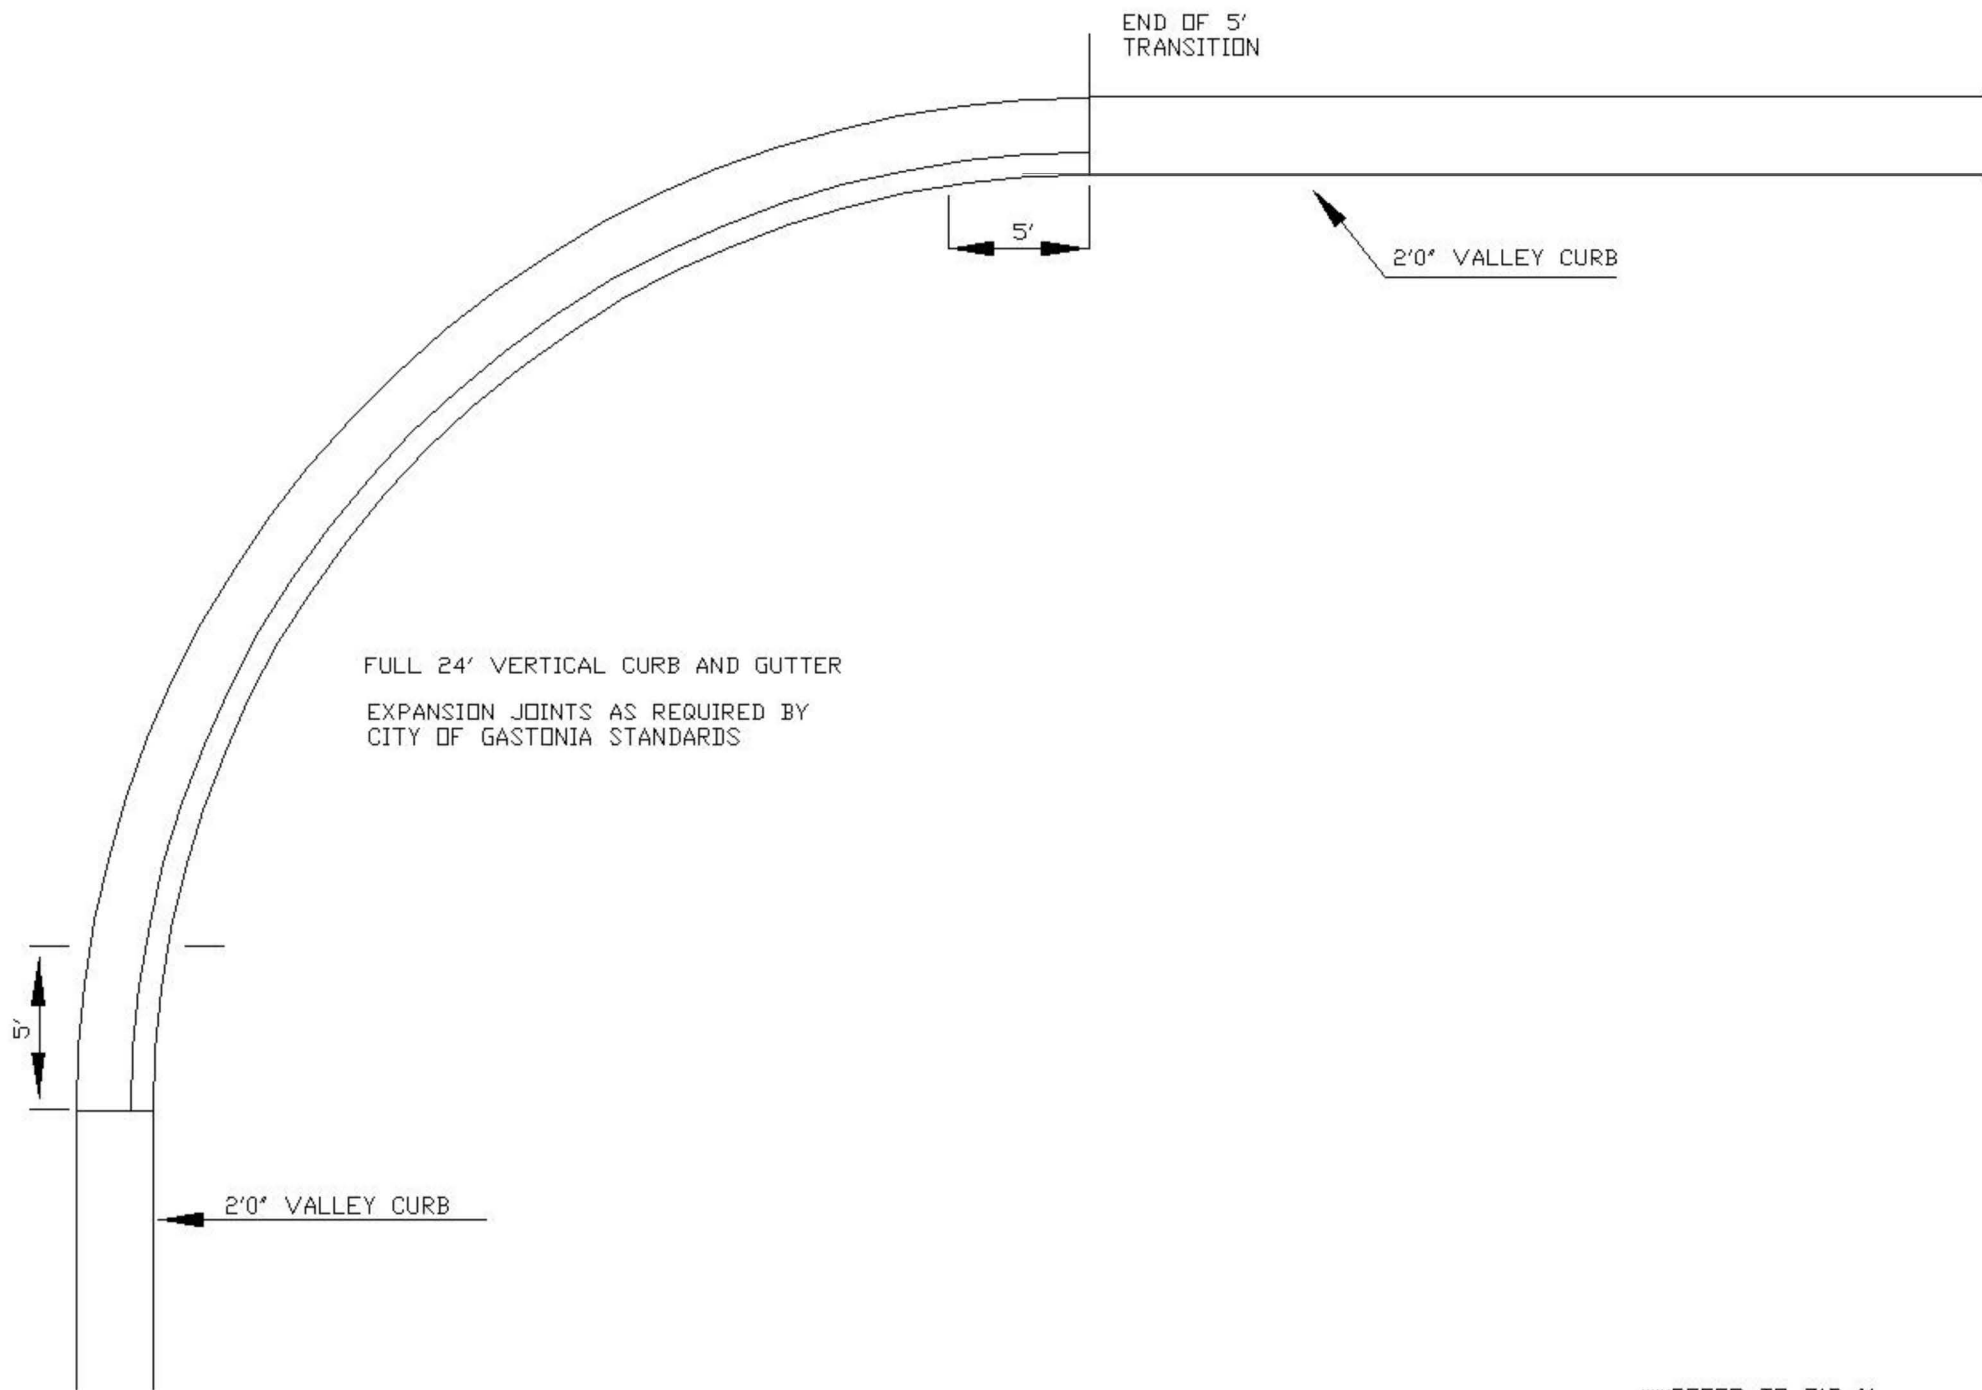 END OF 5'
TRANSITION
5'
2'0" VALLEY CURB
FULL 24' VERTICAL CURB AND GUTTER
EXPANSION JOINTS AS REQUIRED BY
CITY OF GASTONIA STANDARDS
5'
2'0" VALLEY CURB